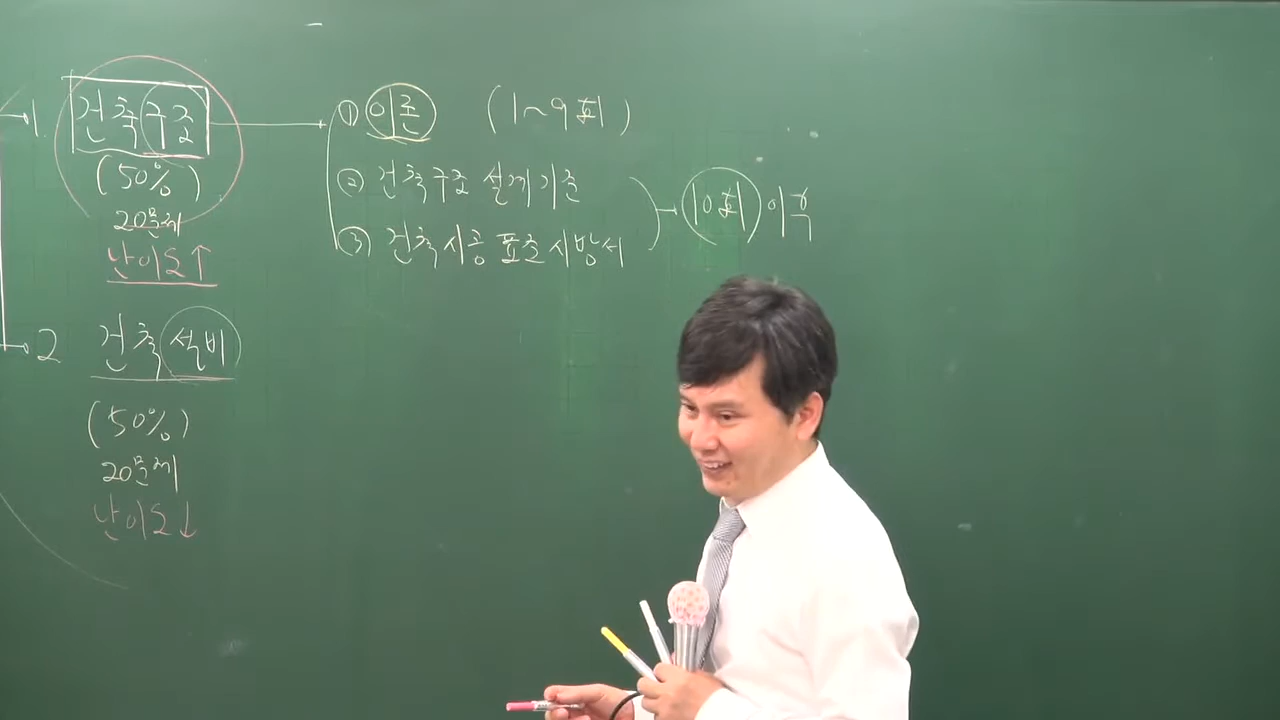 1. 건축구조
(50%)
20문제
난이도↑
① 이론 (1~9회)
② 건축구조 설계기준
③ 건축시공 표준시방서
10회 이후
2 건축설비
(50%)
20문제
난이도↓